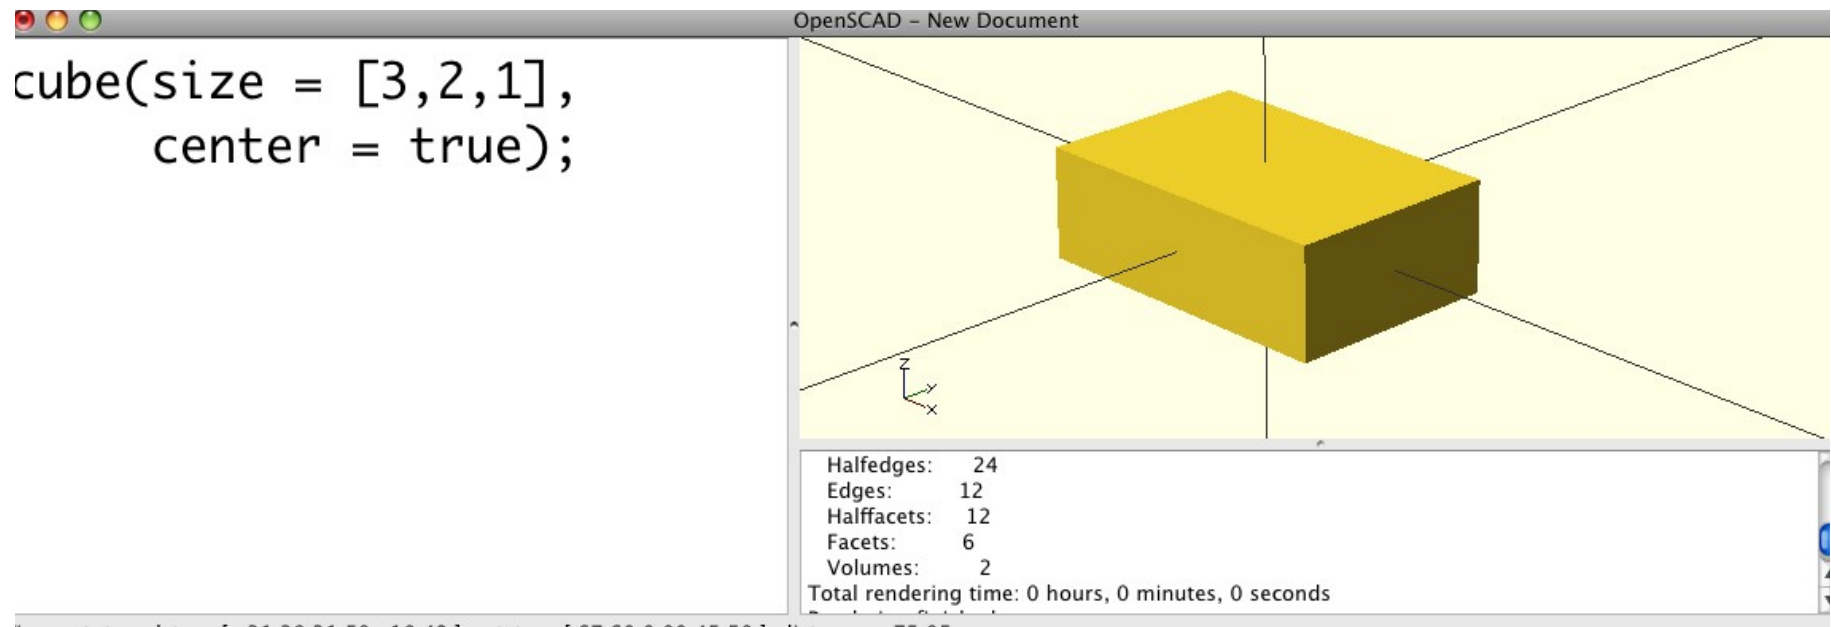 OpenSCAD – New Document
cube(size = [3,2,1],
center = true);
Z
y
x
Halfedges: 24
Edges: 12
Halffacets: 12
Facets: 6
Volumes: 2
Total rendering time: 0 hours, 0 minutes, 0 seconds